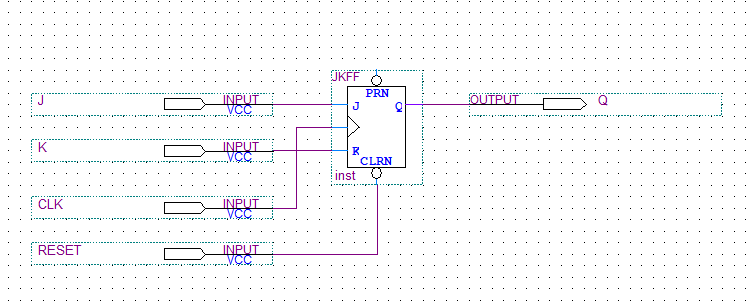 JKFF
PRN
J INPUT VCC J Q OUTPUT Q
K INPUT VCC K
CLRN
inst
CLK INPUT VCC
RESET INPUT VCC